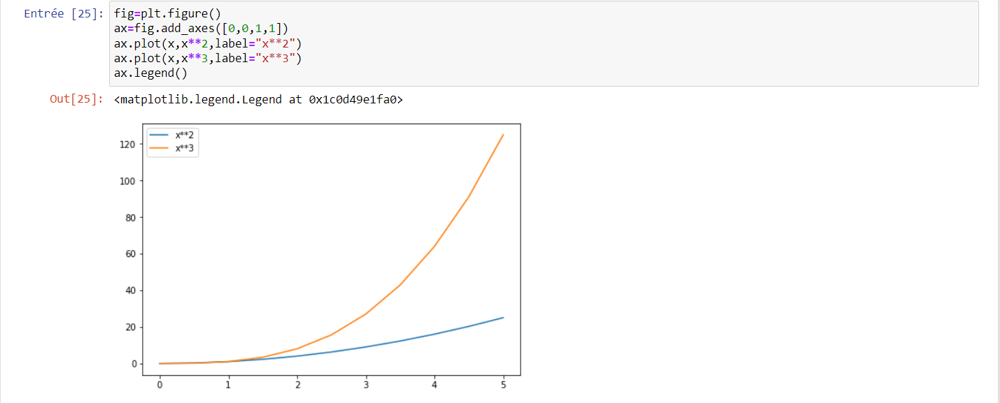 Entrée [25]: fig=plt.figure()
ax=fig.add_axes([0,0,1,1])
ax.plot(x,x**2,label="x**2")
ax.plot(x,x**3,label="x**3")
ax.legend()
Out[25]: <matplotlib.legend.Legend at 0x1c0d49e1fa0>
x**2
x**3
120
100
80
60
40
20
0
0 1 2 3 4 5